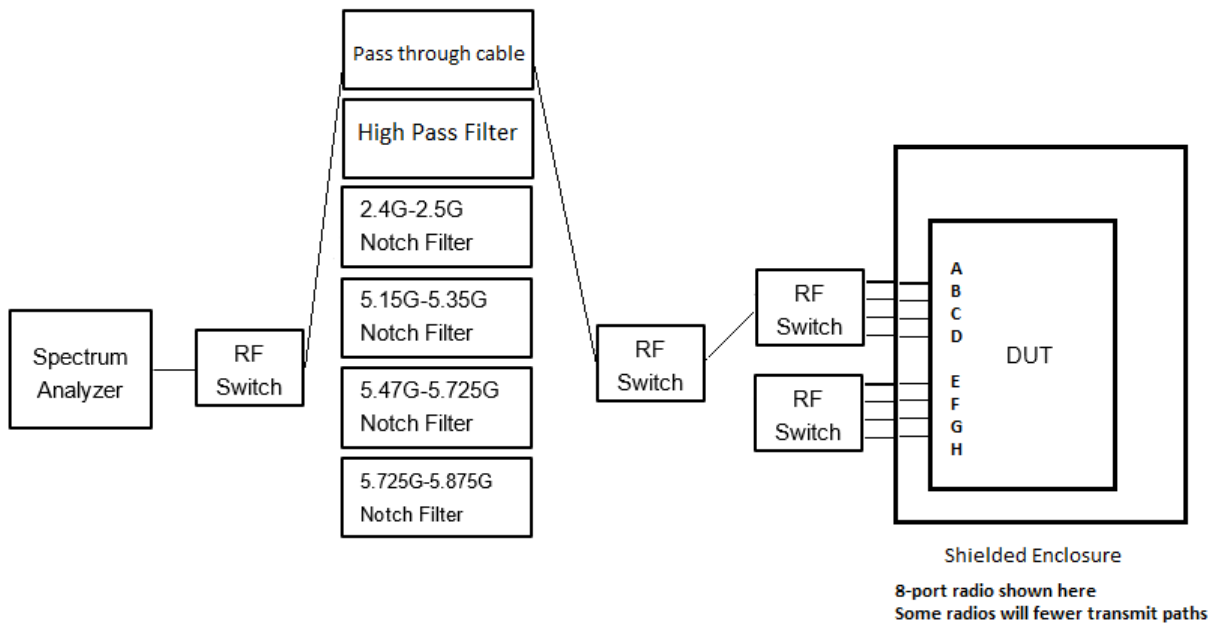 Pass through cable
High Pass Filter
2.4G-2.5G
Notch Filter
5.15G-5.35G
Notch Filter
5.47G-5.725G
Notch Filter
5.725G-5.875G
Notch Filter
Spectrum
Analyzer
RF
Switch
RF
Switch
RF
Switch
RF
Switch
A
B
C
D
E
F
G
H
DUT
Shielded Enclosure
8-port radio shown here
Some radios will fewer transmit paths